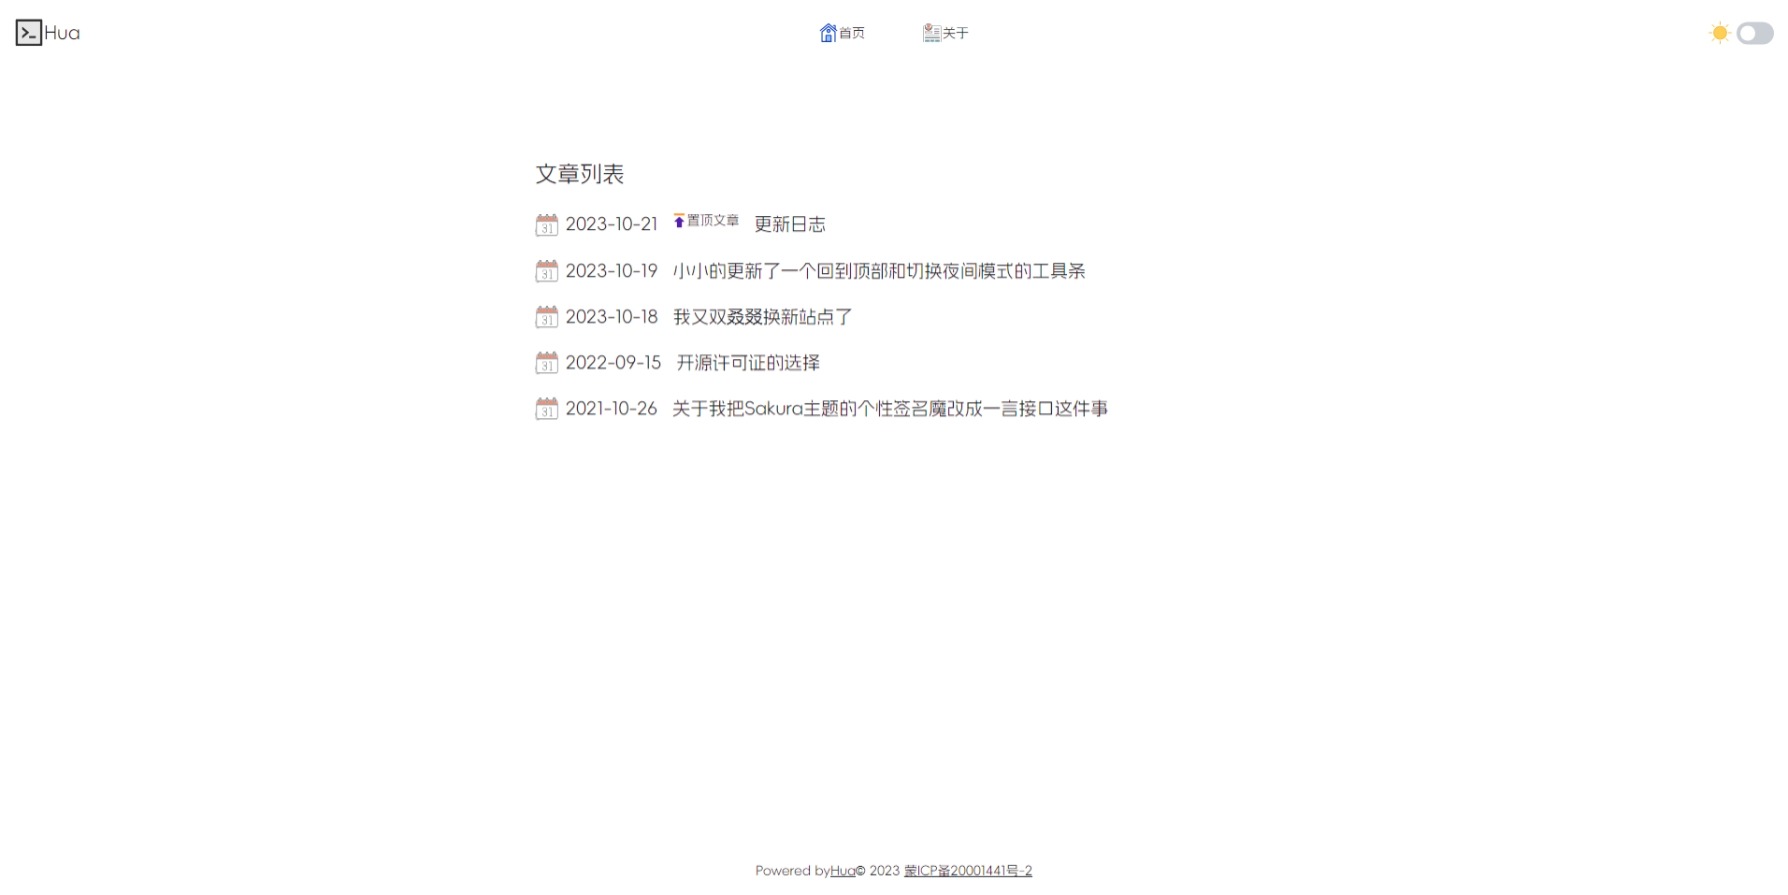 Hua
首页 关于
文章列表
2023-10-21 置顶文章 更新日志
2023-10-19 小小的更新了一个回到顶部和切换夜间模式的工具条
2023-10-18 我又双叒叕换新站点了
2022-09-15 开源许可证的选择
2021-10-26 关于我把Sakura主题的个性签名魔改成一言接口这件事
Powered byHua© 2023 蒙ICP备20001441号-2